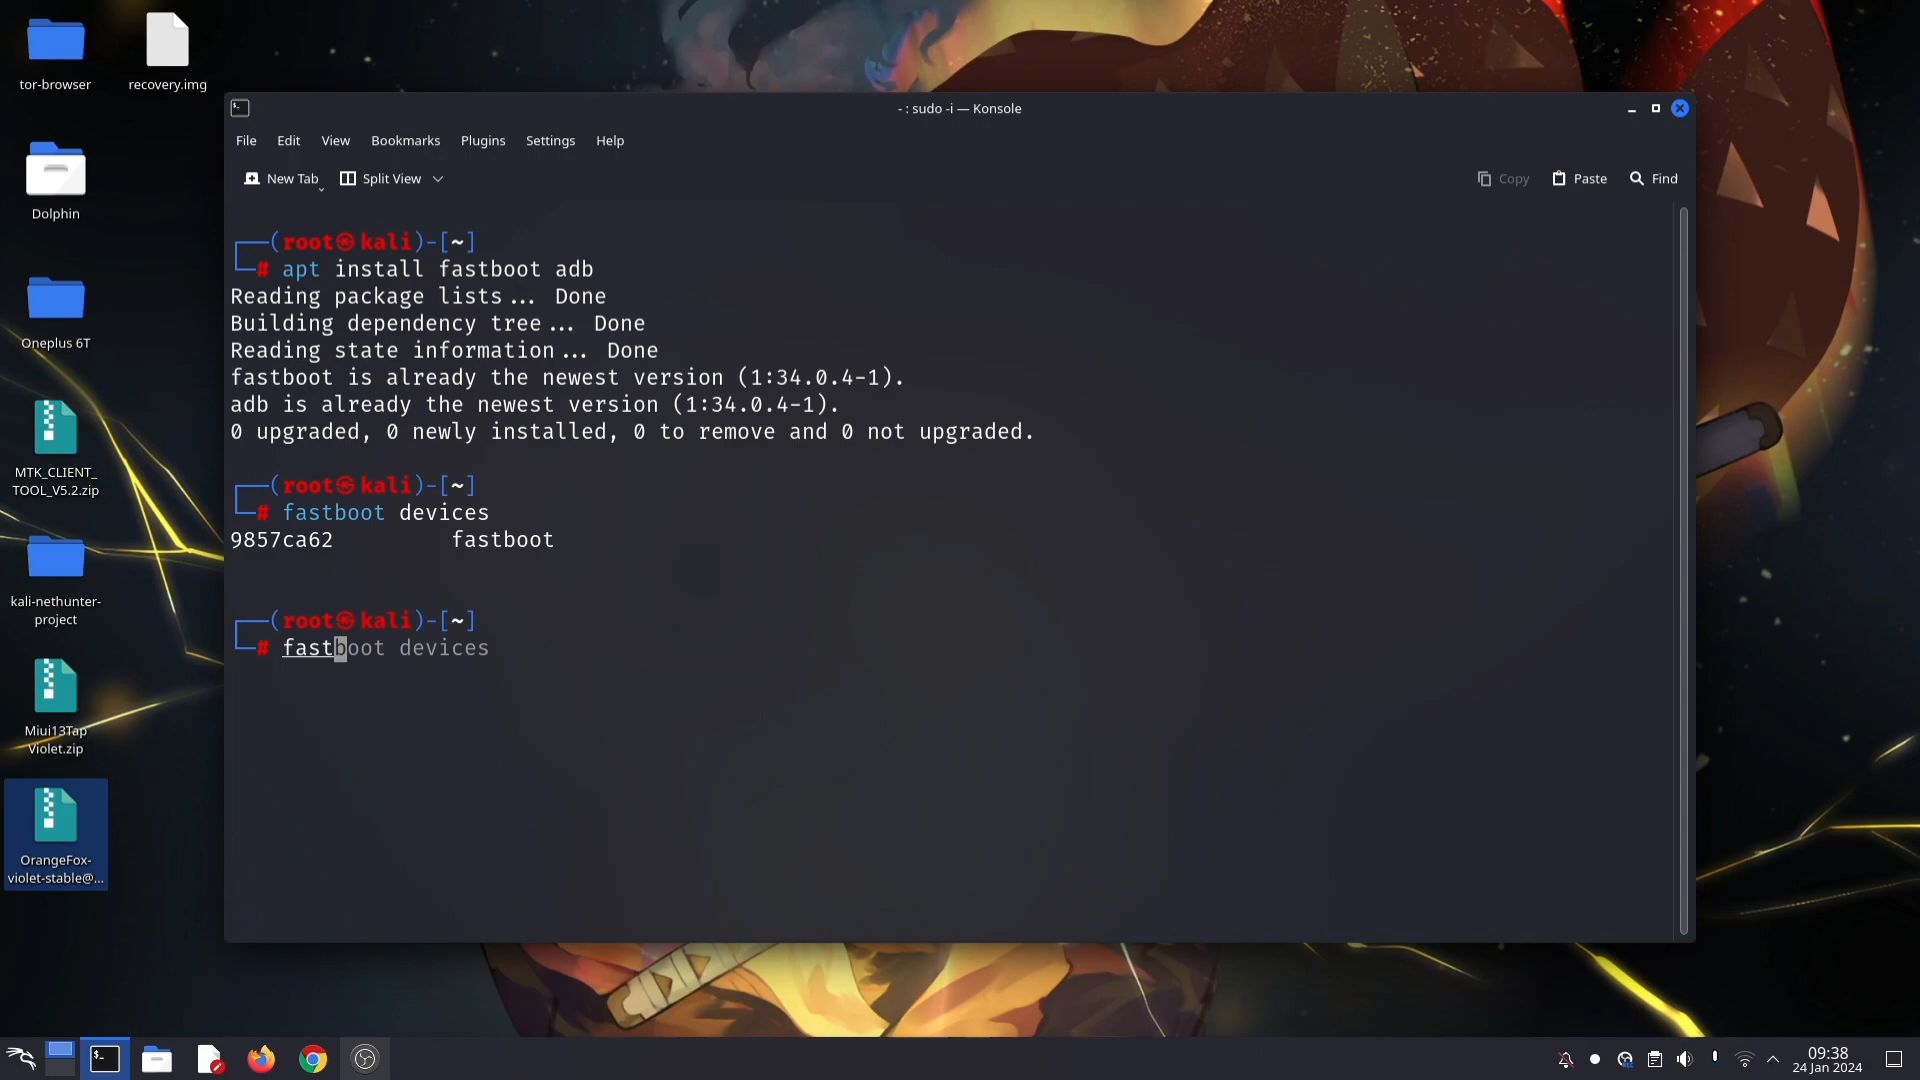 tor-browser
recovery.img
Dolphin
Oneplus 6T
MTK_CLIENT_
TOOL_V5.2.zip
kali-nethunter-
project
Miui13Tap
Violet.zip
OrangeFox-
violet-stable@...
- : sudo -i — Konsole
File Edit View Bookmarks Plugins Settings Help
New Tab Split View Copy Paste Find
┌──(root㉿kali)-[~]
└─# apt install fastboot adb
Reading package lists... Done
Building dependency tree... Done
Reading state information... Done
fastboot is already the newest version (1:34.0.4-1).
adb is already the newest version (1:34.0.4-1).
0 upgraded, 0 newly installed, 0 to remove and 0 not upgraded.
┌──(root㉿kali)-[~]
└─# fastboot devices
9857ca62 fastboot
┌──(root㉿kali)-[~]
└─# fastboot devices
09:38
24 Jan 2024